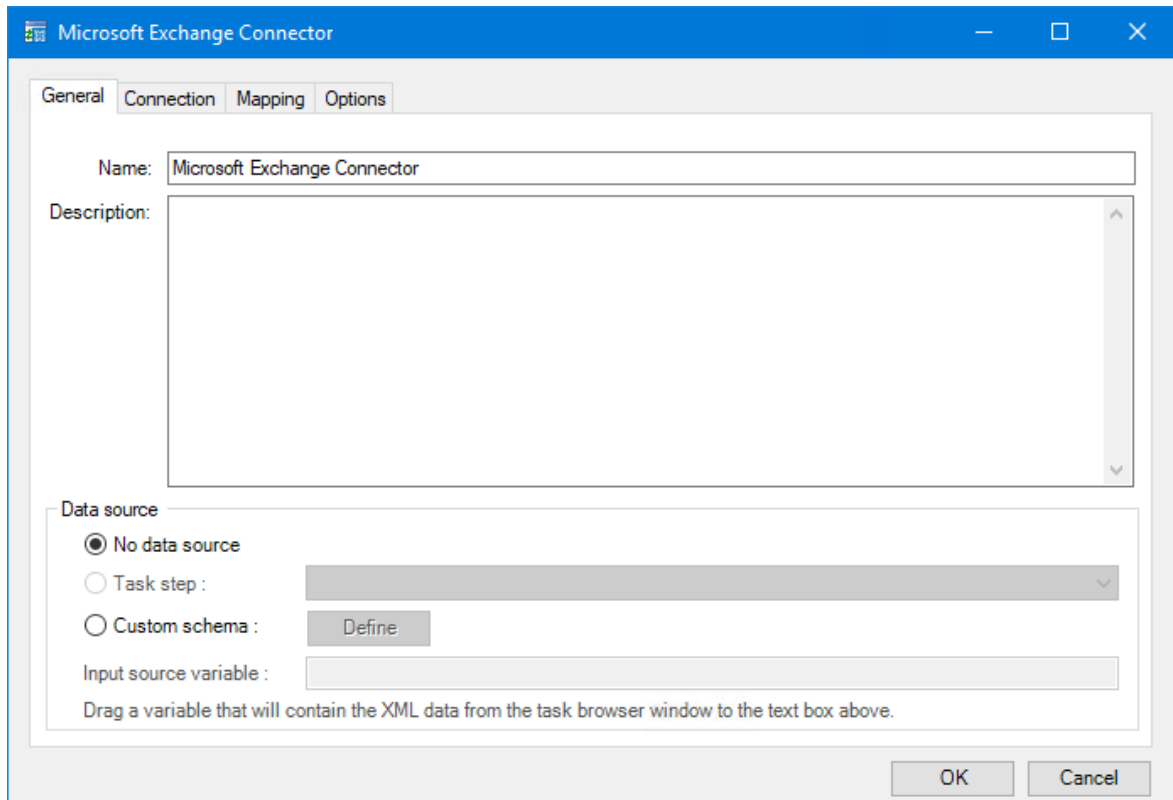 Microsoft Exchange Connector
General Connection Mapping Options
Name: Microsoft Exchange Connector
Description:
Data source
No data source
Task step :
Custom schema : Define
Input source variable :
Drag a variable that will contain the XML data from the task browser window to the text box above.
OK Cancel